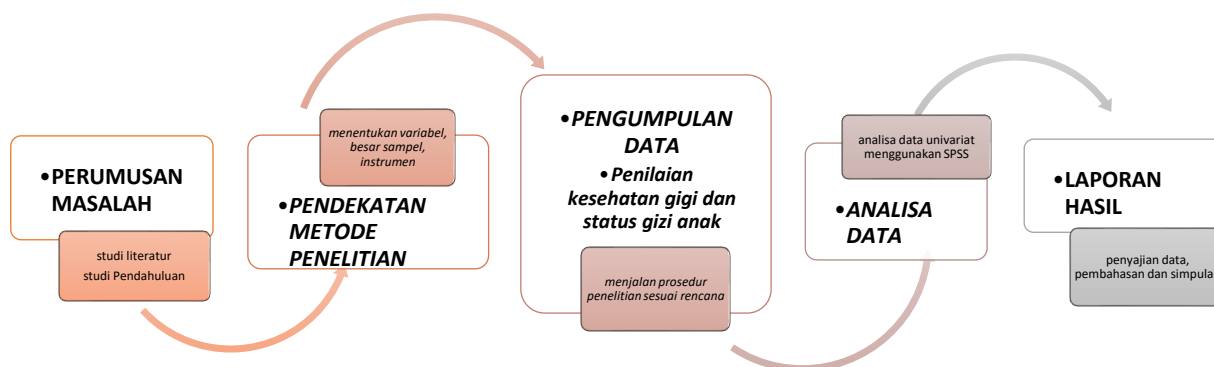 •PERUMUSAN
MASALAH
studi literatur
studi Pendahuluan
menentukan variabel,
besar sampel,
instrumen
•PENDEKATAN
METODE
PENELITIAN
•PENGUMPULAN
DATA
•Penilaian
kesehatan gigi dan
status gizi anak
menjalan prosedur
penelitian sesuai rencana
analisa data univariat
menggunakan SPSS
•ANALISA
DATA
•LAPORAN
HASIL
penyajian data,
pembahasan dan simpula